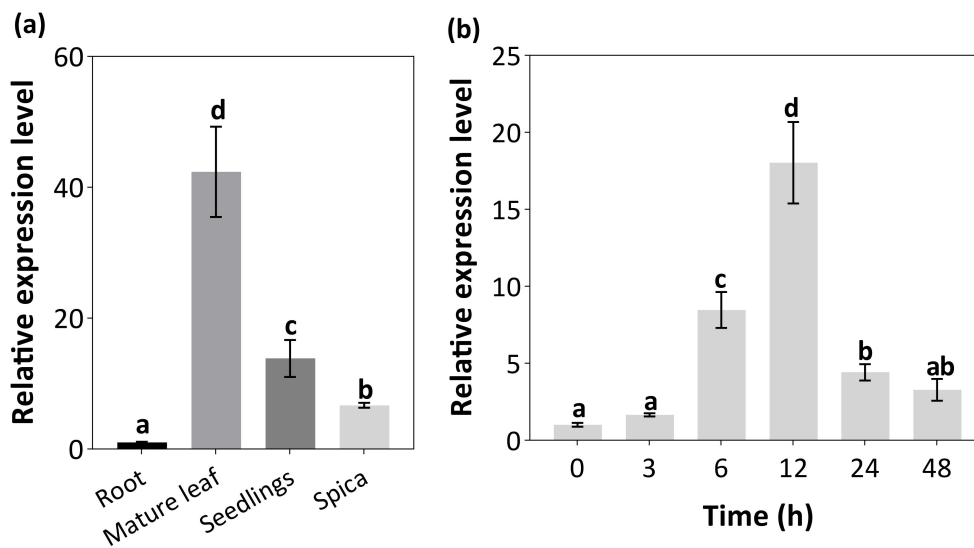 (a)
Relative expression level
60
40
20
0
a
d
c
b
Root
Mature leaf
Seedlings
Spica
(b)
Relative expression level
25
20
15
10
5
0
a
a
c
d
b
ab
0 3 6 12 24 48
Time (h)